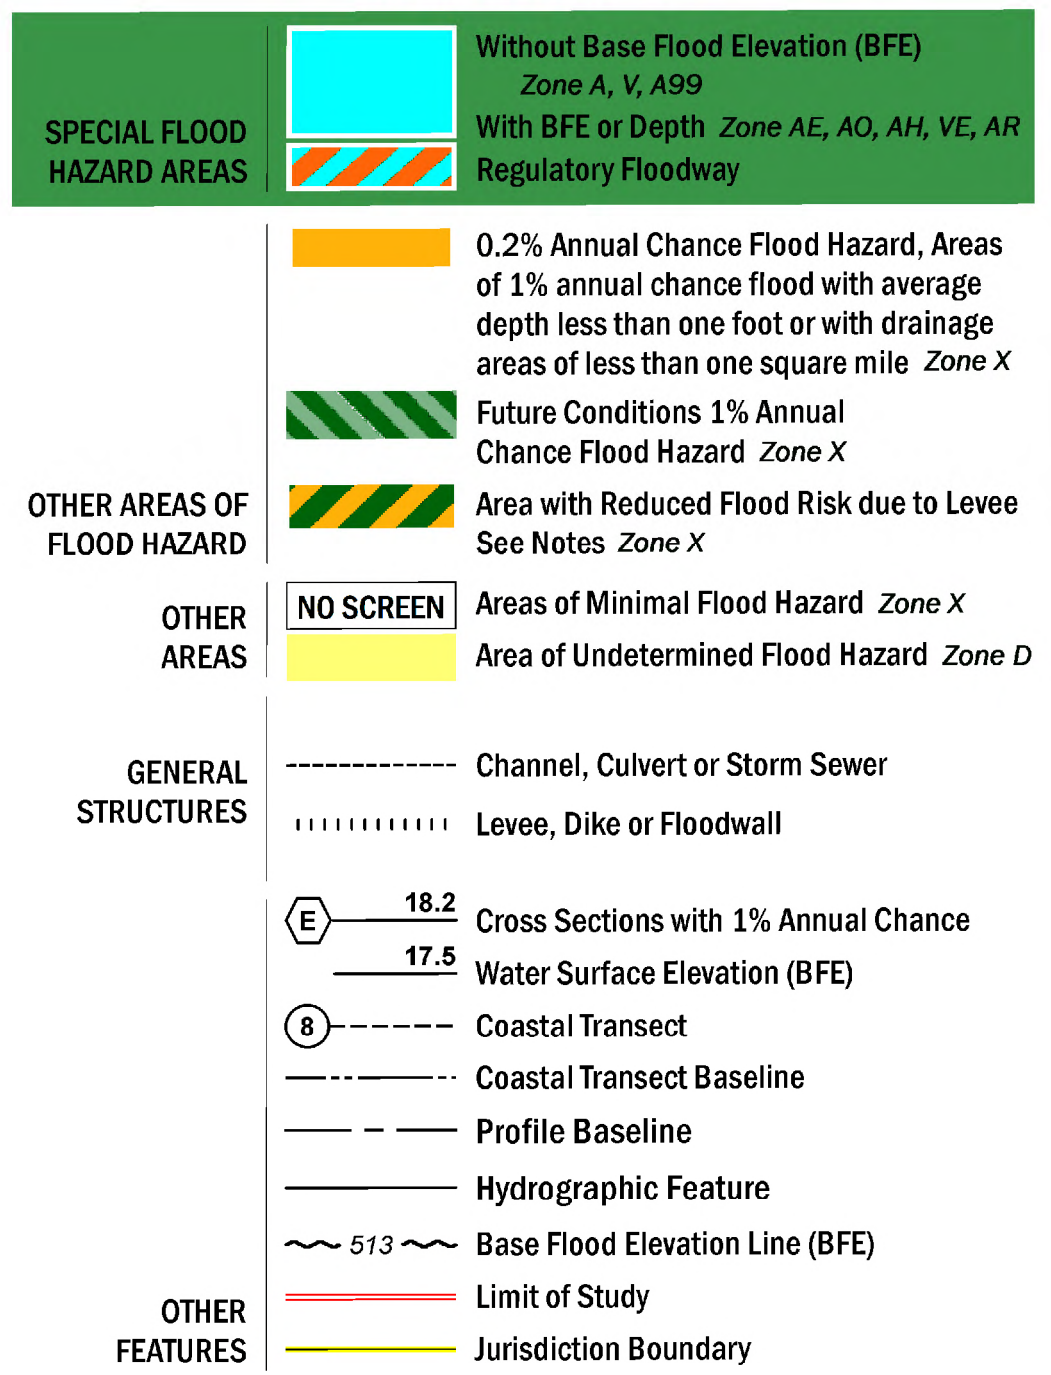 SPECIAL FLOOD
HAZARD AREAS
Without Base Flood Elevation (BFE)
Zone A, V, A99
With BFE or Depth Zone AE, AO, AH, VE, AR
Regulatory Floodway
OTHER AREAS OF
FLOOD HAZARD
0.2% Annual Chance Flood Hazard, Areas
of 1% annual chance flood with average
depth less than one foot or with drainage
areas of less than one square mile Zone X
Future Conditions 1% Annual
Chance Flood Hazard Zone X
Area with Reduced Flood Risk due to Levee
See Notes Zone X
OTHER
AREAS
NO SCREEN Areas of Minimal Flood Hazard Zone X
Area of Undetermined Flood Hazard Zone D
GENERAL
STRUCTURES
Channel, Culvert or Storm Sewer
Levee, Dike or Floodwall
OTHER
FEATURES
E 18.2 Cross Sections with 1% Annual Chance
17.5 Water Surface Elevation (BFE)
8 Coastal Transect
Coastal Transect Baseline
Profile Baseline
Hydrographic Feature
513 Base Flood Elevation Line (BFE)
Limit of Study
Jurisdiction Boundary